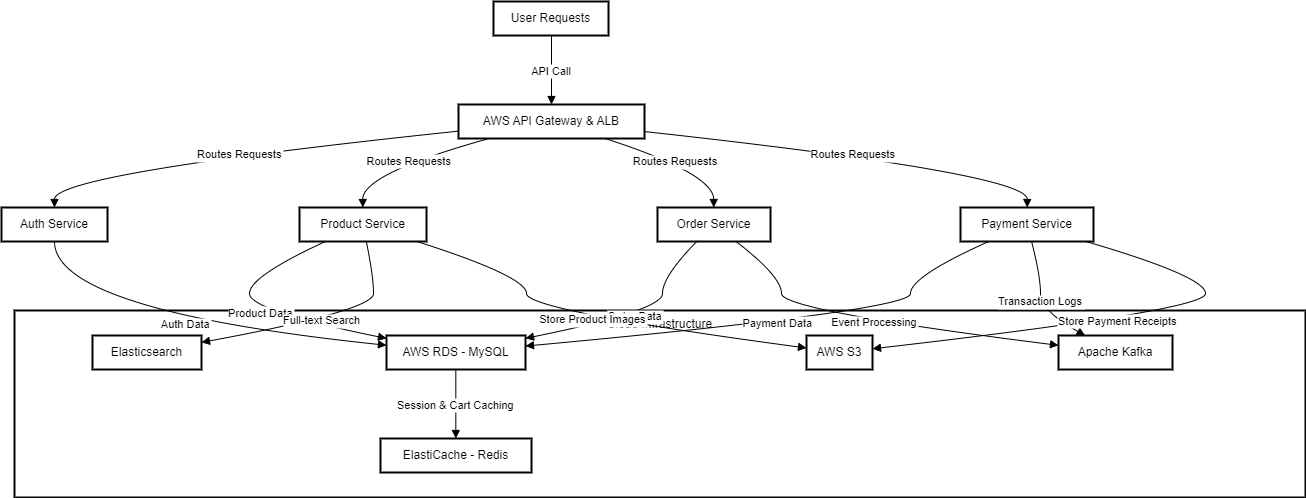 User Requests
API Call
AWS API Gateway & ALB
Routes Requests
Routes Requests
Routes Requests
Routes Requests
Auth Service
Product Service
Order Service
Payment Service
Transaction Logs
Product Data
Auth Data
Full-text Search
Store Product Images
Data
Payment Data
Event Processing
Store Payment Receipts
Elasticsearch
AWS RDS - MySQL
AWS S3
Apache Kafka
Session & Cart Caching
ElastiCache - Redis